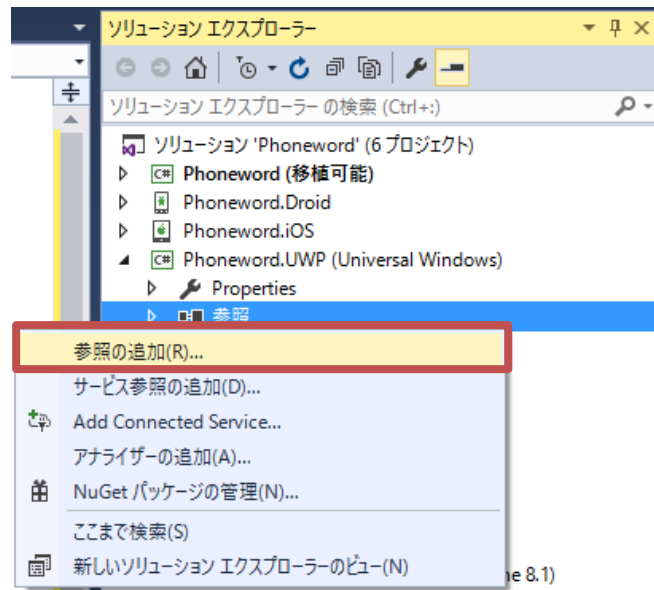 ソリューション エクスプローラー
ソリューション エクスプローラー の検索 (Ctrl+:)
ソリューション 'Phoneword' (6 プロジェクト)
Phoneword (移植可能)
Phoneword.Droid
Phoneword.iOS
Phoneword.UWP (Universal Windows)
Properties
参照
参照の追加(R)...
サービス参照の追加(D)...
Add Connected Service...
アナライザーの追加(A)...
NuGet パッケージの管理(N)...
ここまで検索(S)
新しいソリューション エクスプローラーのビュー(N)
ne 8.1)